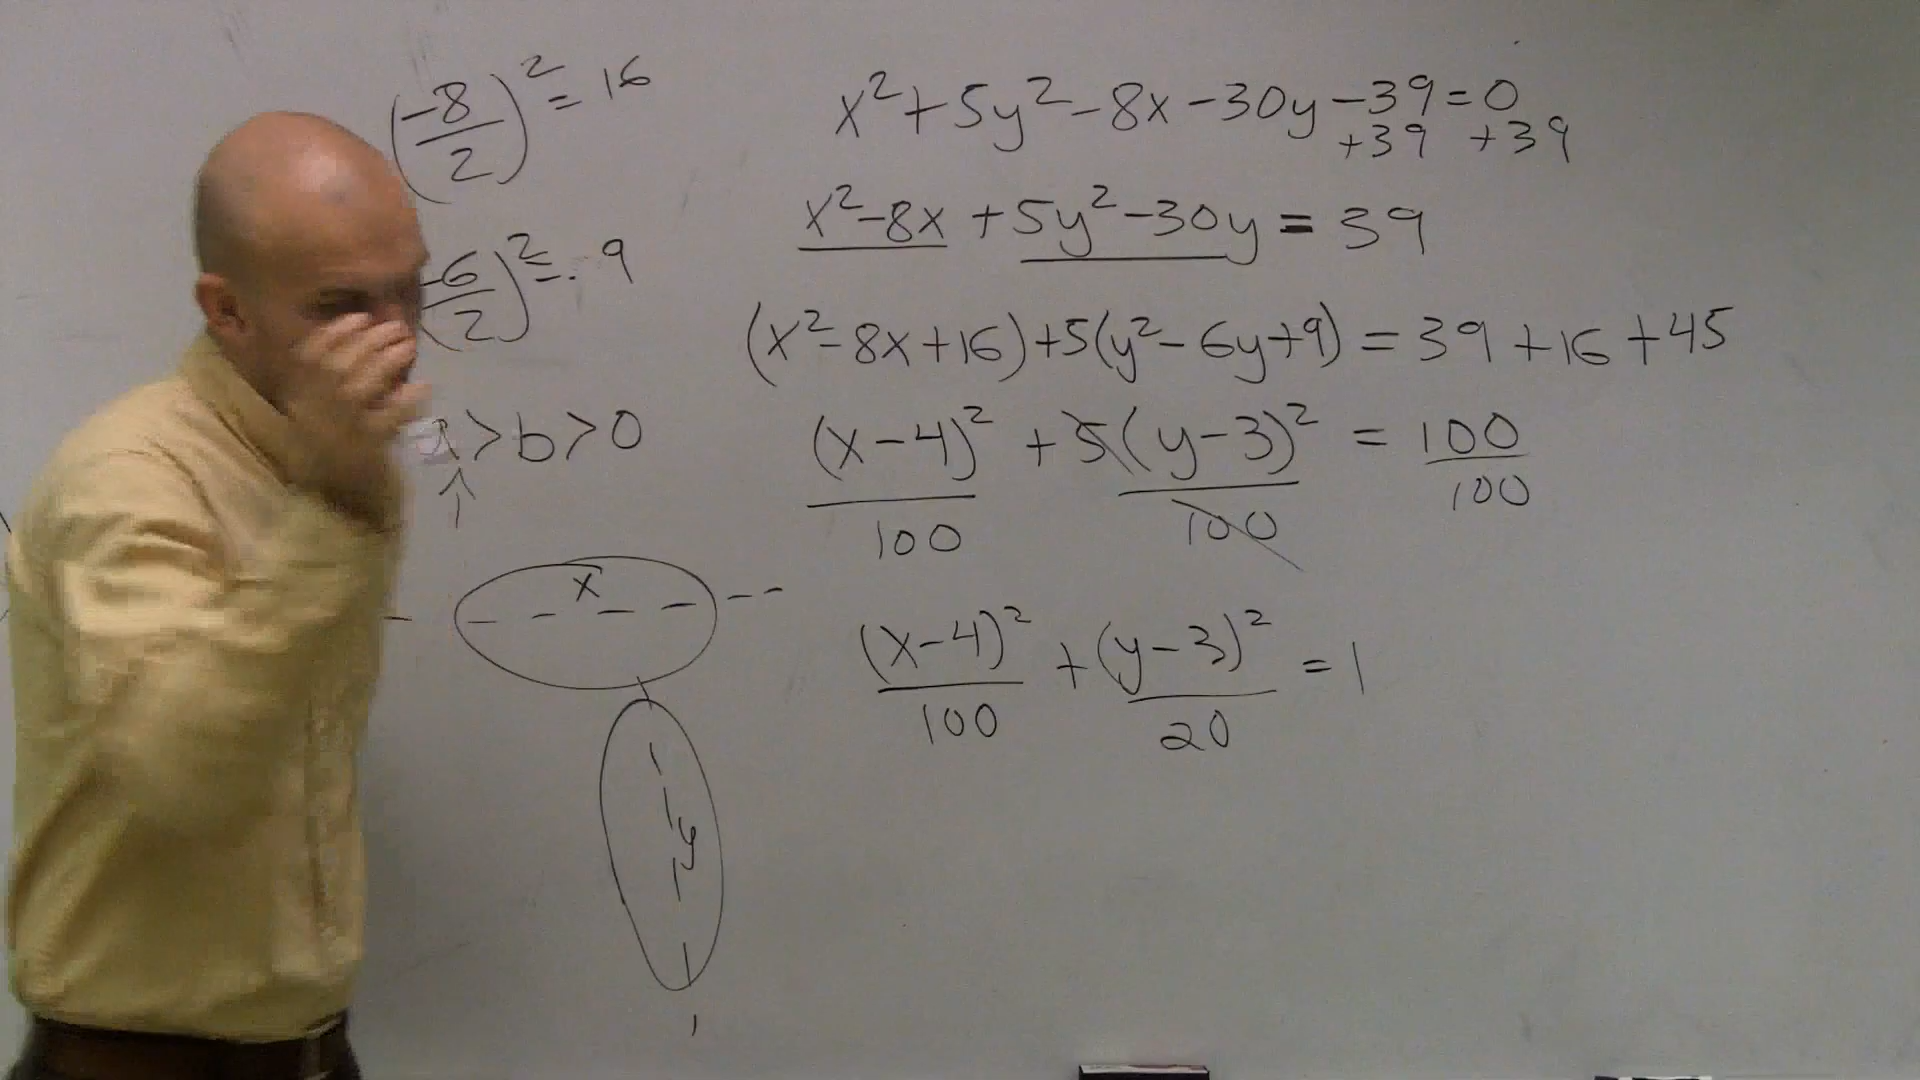 (-8/2)² = 16
-6/2)² = 9
a > b > 0
↑
x
y
x² + 5y² - 8x - 30y - 39 = 0
+39 +39
x² - 8x + 5y² - 30y = 39
(x² - 8x + 16) + 5(y² - 6y + 9) = 39 + 16 + 45
(x - 4)²/100 + 5(y - 3)²/100 = 100/100
(x - 4)²/100 + (y - 3)²/20 = 1